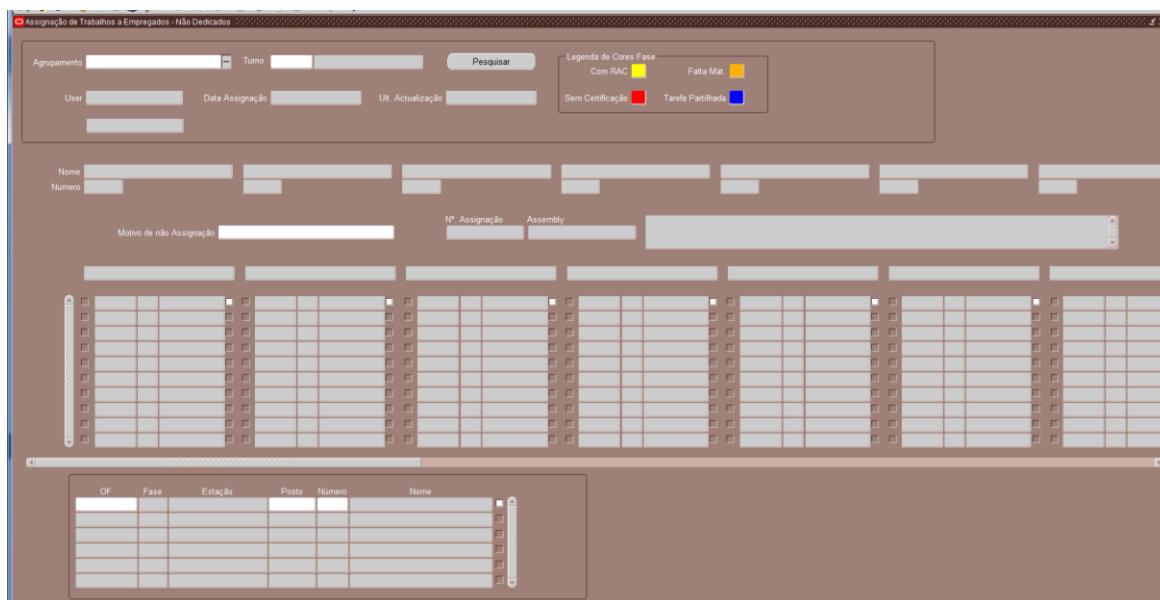 Assignação de Trabalhos a Empregados - Não Dedicados
Agrupamento Turno Pesquisar
Legenda de Cores Fase
Com RAC Falta Mat.
User Data Assignação Ult. Actualização
Sem Certificação Tarefa Partilhada
Nome
Numero
Nº. Assignação Assembly
Motivo de não Assignação
OF Fase Estação Posto Número Nome